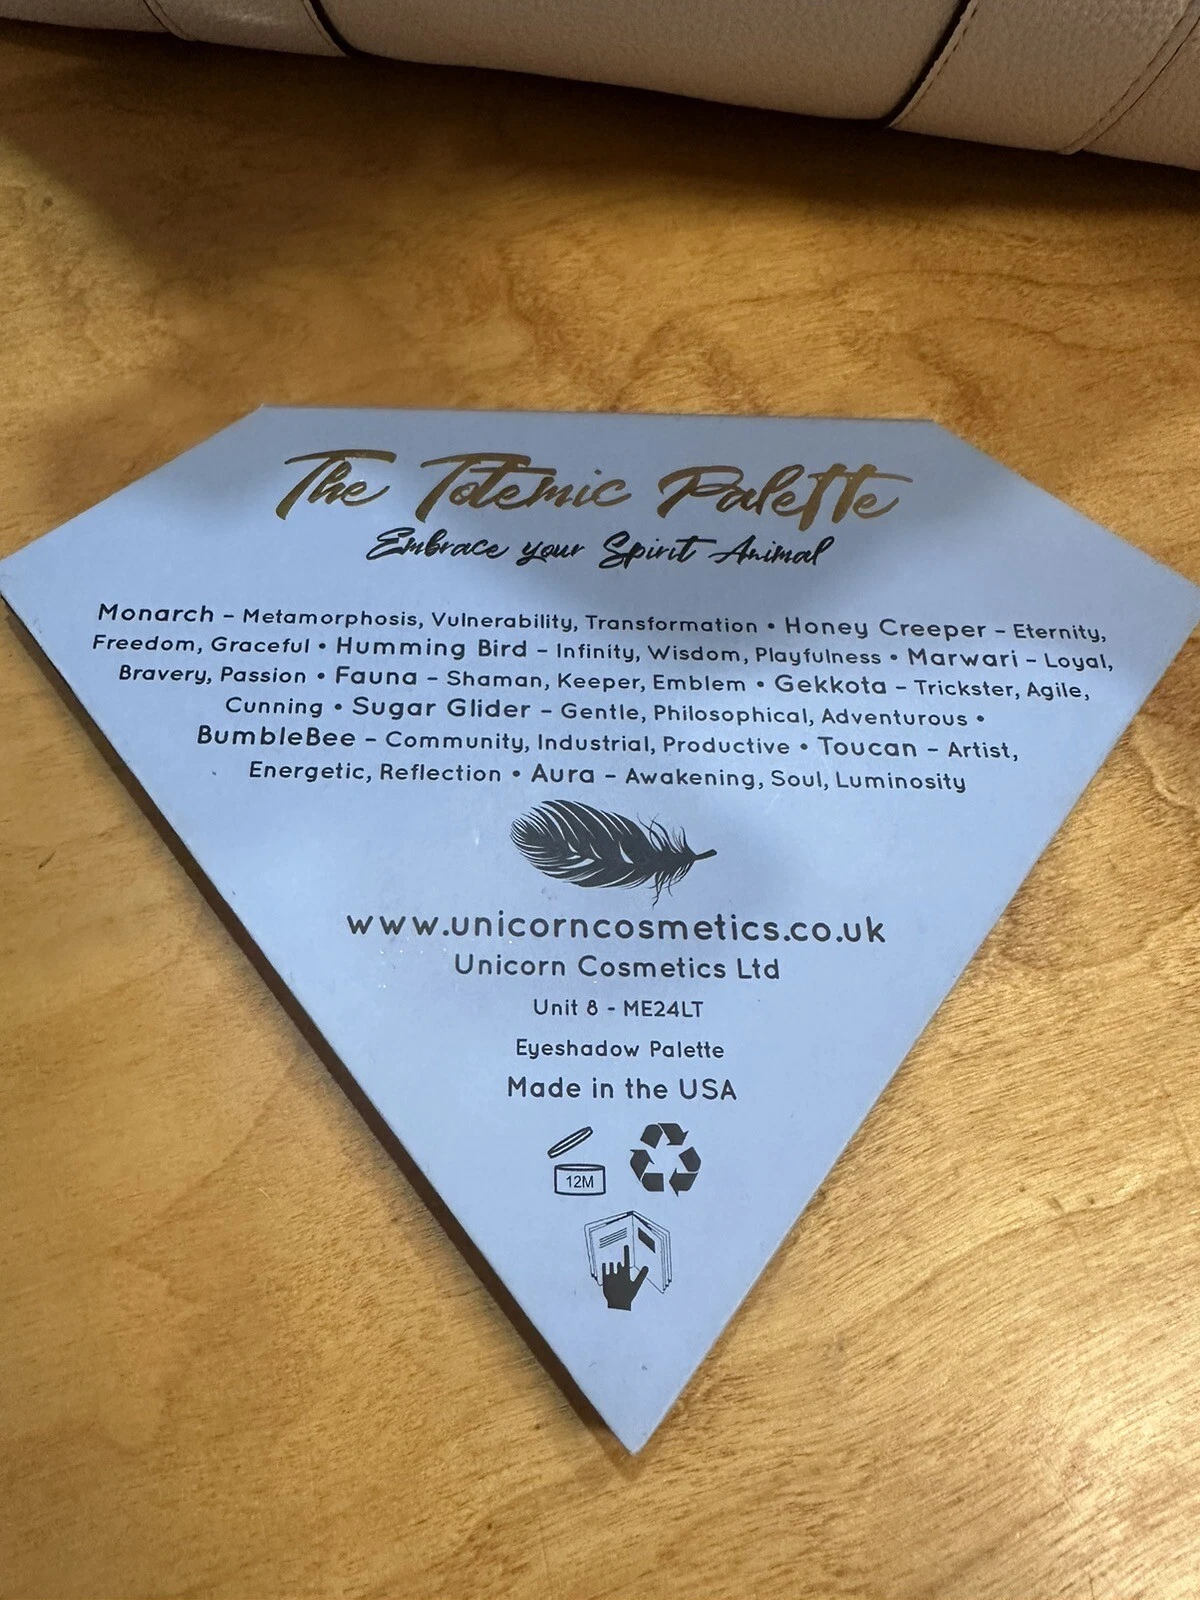 The Totemic Palette
Embrace your Spirit Animal
Monarch – Metamorphosis, Vulnerability, Transformation • Honey Creeper – Eternity,
Freedom, Graceful • Humming Bird – Infinity, Wisdom, Playfulness • Marwari – Loyal,
Bravery, Passion • Fauna – Shaman, Keeper, Emblem • Gekkota – Trickster, Agile,
Cunning • Sugar Glider – Gentle, Philosophical, Adventurous •
BumbleBee – Community, Industrial, Productive • Toucan – Artist,
Energetic, Reflection • Aura – Awakening, Soul, Luminosity
www.unicorncosmetics.co.uk
Unicorn Cosmetics Ltd
Unit 8 - ME24LT
Eyeshadow Palette
Made in the USA
12M